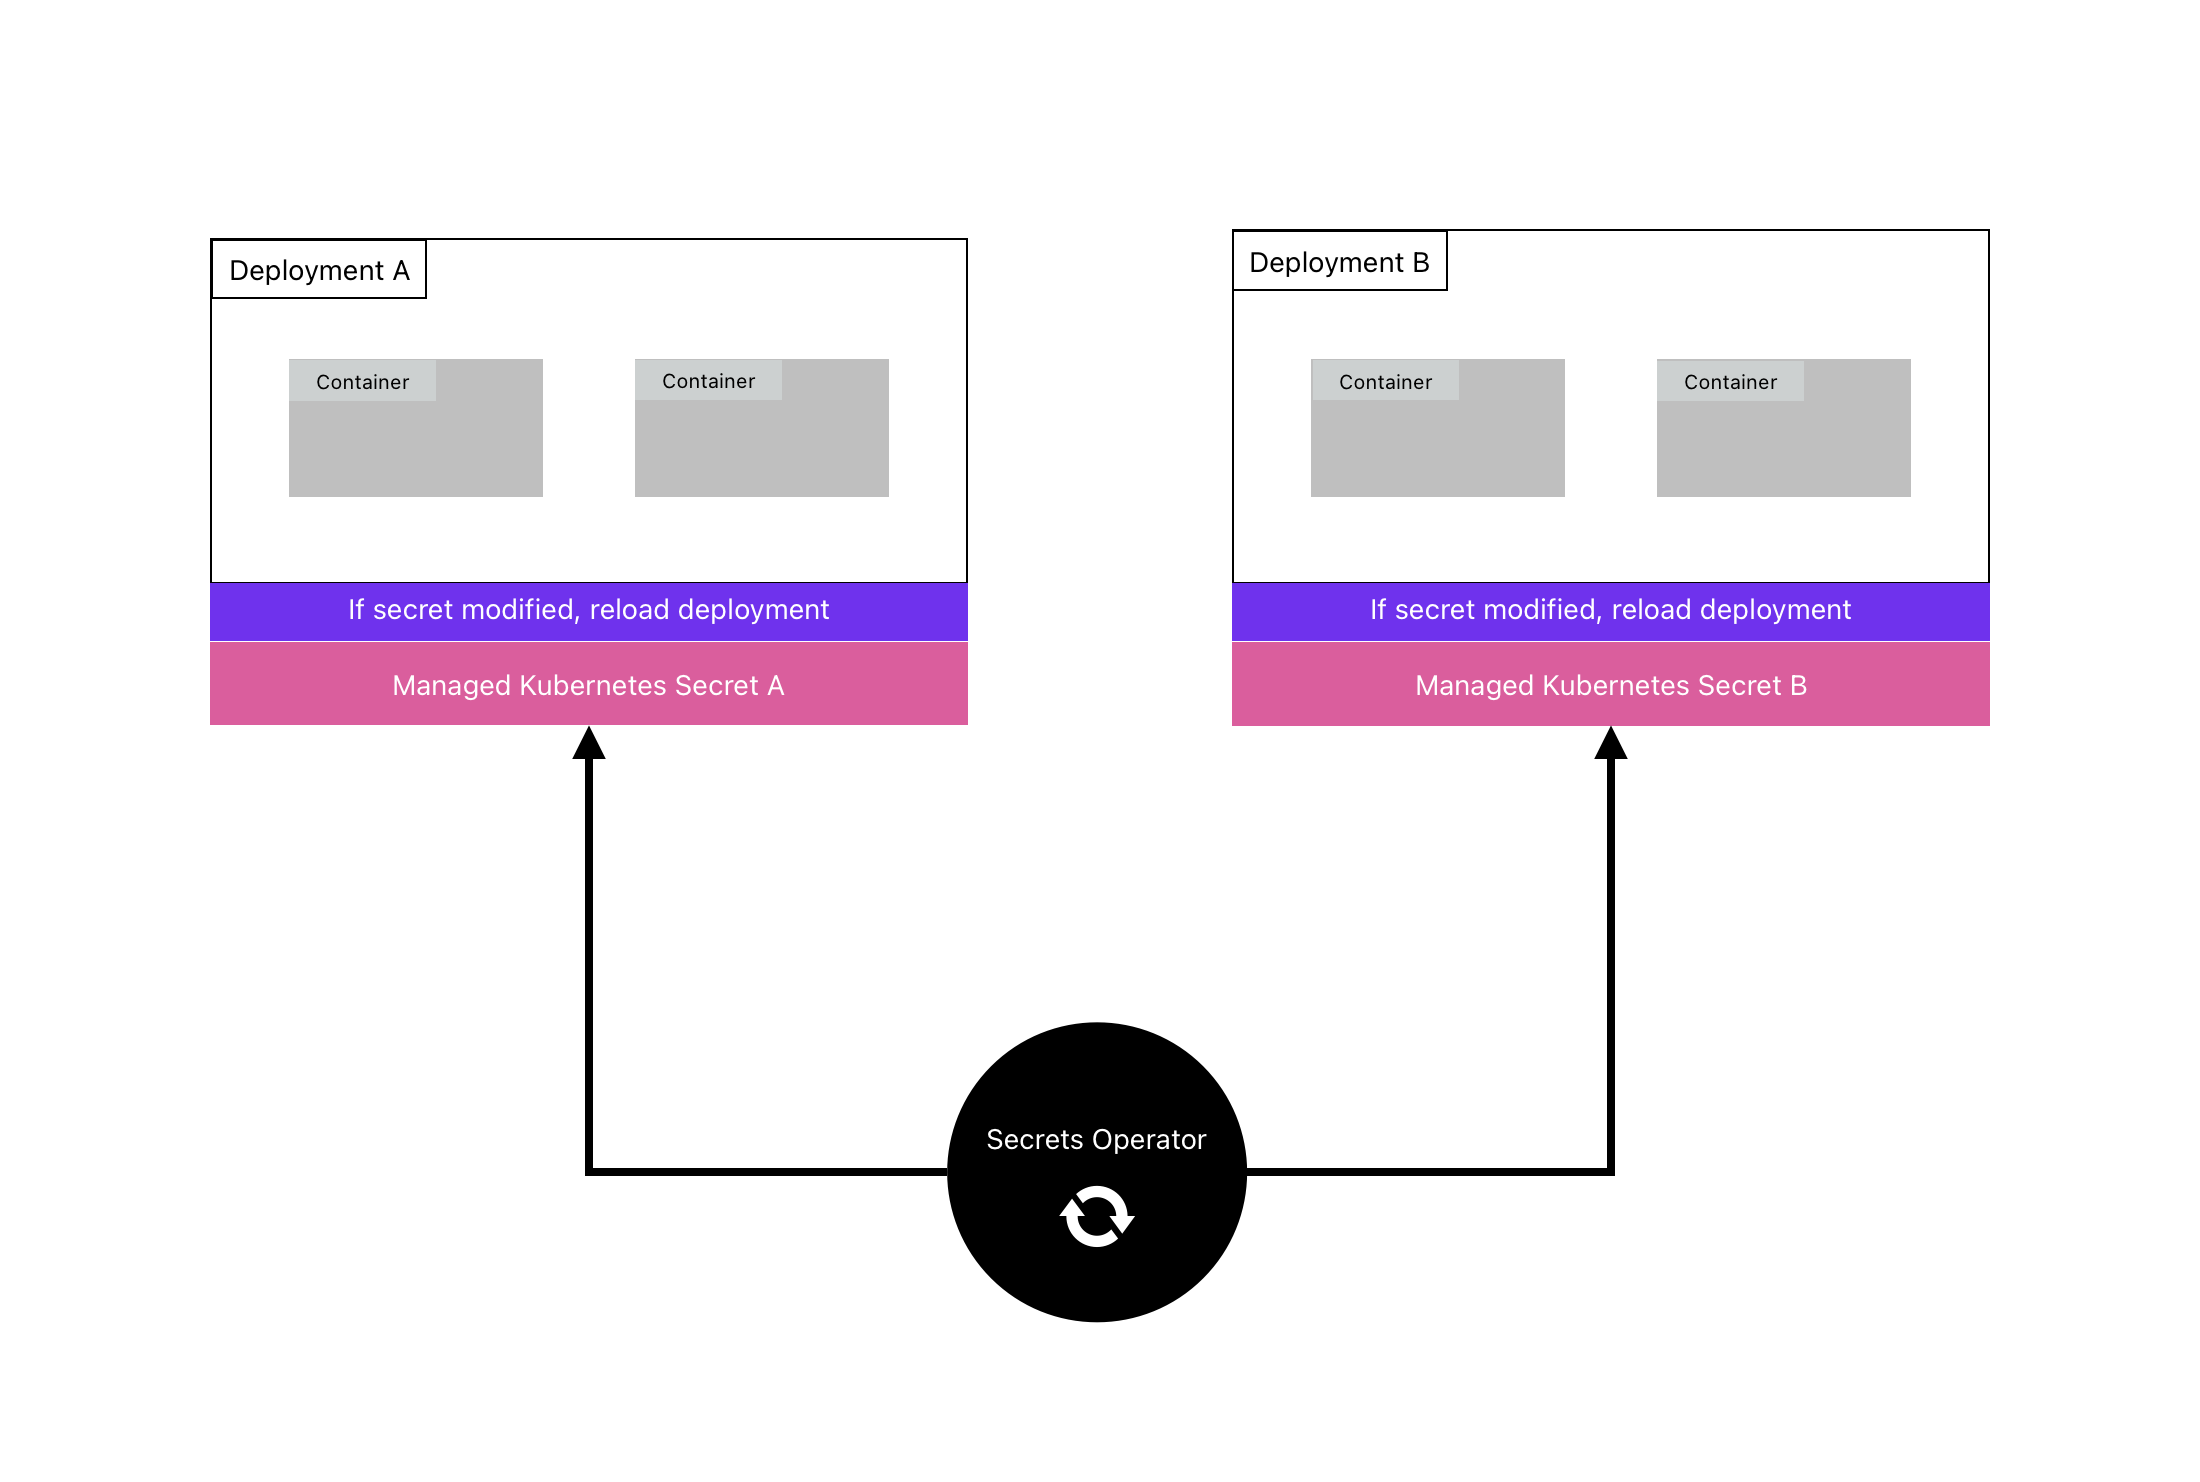 Deployment A
Container
Container
If secret modified, reload deployment
Managed Kubernetes Secret A
Deployment B
Container
Container
If secret modified, reload deployment
Managed Kubernetes Secret B
Secrets Operator